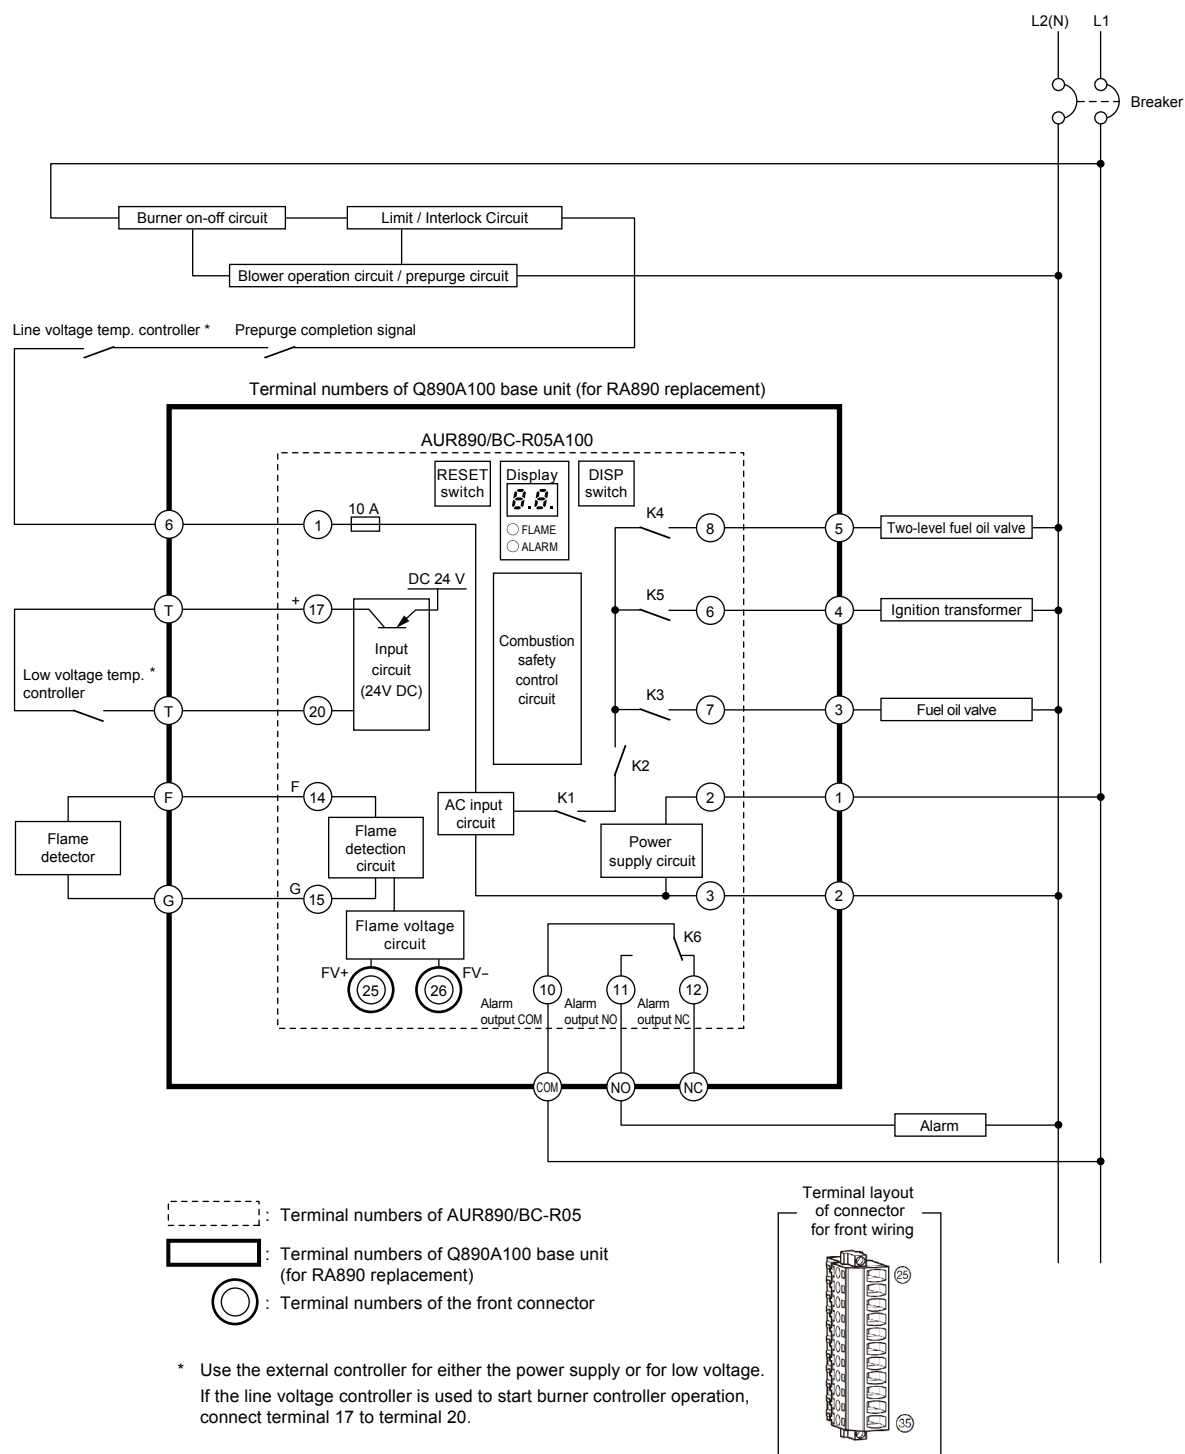 L2(N)
L1
Breaker
Burner on-off circuit
Limit / Interlock Circuit
Blower operation circuit / prepurge circuit
Line voltage temp. controller *
Prepurge completion signal
Terminal numbers of Q890A100 base unit (for RA890 replacement)
AUR890/BC-R05A100
RESET
switch
Display
8.8.
FLAME
ALARM
DISP
switch
6
1
10 A
K4
8
5
Two-level fuel oil valve
DC 24 V
T
+
17
Input
circuit
(24V DC)
Combustion
safety
control
circuit
K5
6
4
Ignition transformer
Low voltage temp. *
controller
T
20
K3
7
3
Fuel oil valve
K2
F
F
14
AC input
circuit
K1
2
1
Flame
detector
Flame
detection
circuit
Power
supply circuit
G
G
15
3
2
Flame voltage
circuit
K6
FV+
25
26
FV–
10
11
12
Alarm
output COM
Alarm
output NO
Alarm
output NC
COM
NO
NC
Alarm
: Terminal numbers of AUR890/BC-R05
: Terminal numbers of Q890A100 base unit
(for RA890 replacement)
: Terminal numbers of the front connector
Terminal layout
of connector
for front wiring
25
35
* Use the external controller for either the power supply or for low voltage.
If the line voltage controller is used to start burner controller operation,
connect terminal 17 to terminal 20.